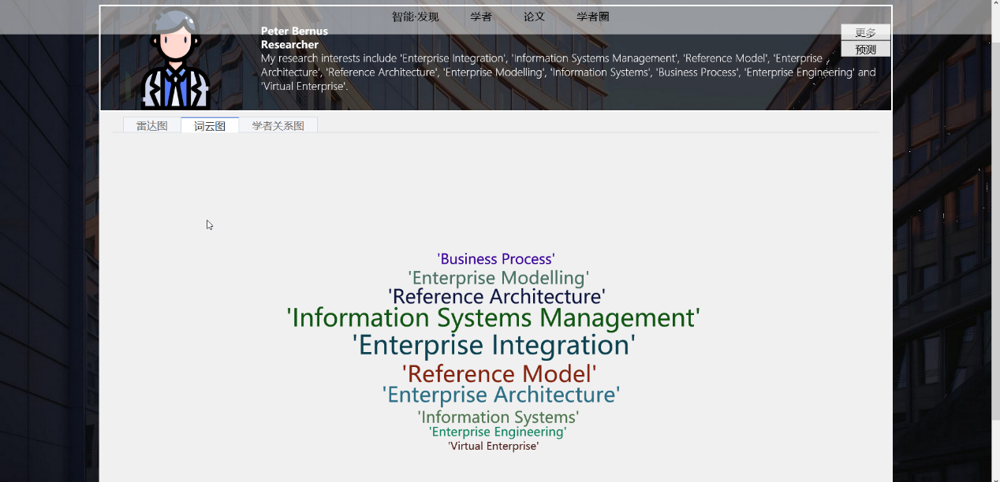 智能·发现 学者 论文 学者圈
更多
预测
Peter Bernus
Researcher
My research interests include 'Enterprise Integration', 'Information Systems Management', 'Reference Model', 'Enterprise
Architecture', 'Reference Architecture', 'Enterprise Modelling', 'Information Systems', 'Business Process', 'Enterprise Engineering' and
'Virtual Enterprise'.
雷达图 词云图 学者关系图
'Business Process'
'Enterprise Modelling'
'Reference Architecture'
'Information Systems Management'
'Enterprise Integration'
'Reference Model'
'Enterprise Architecture'
'Information Systems'
'Enterprise Engineering'
'Virtual Enterprise'